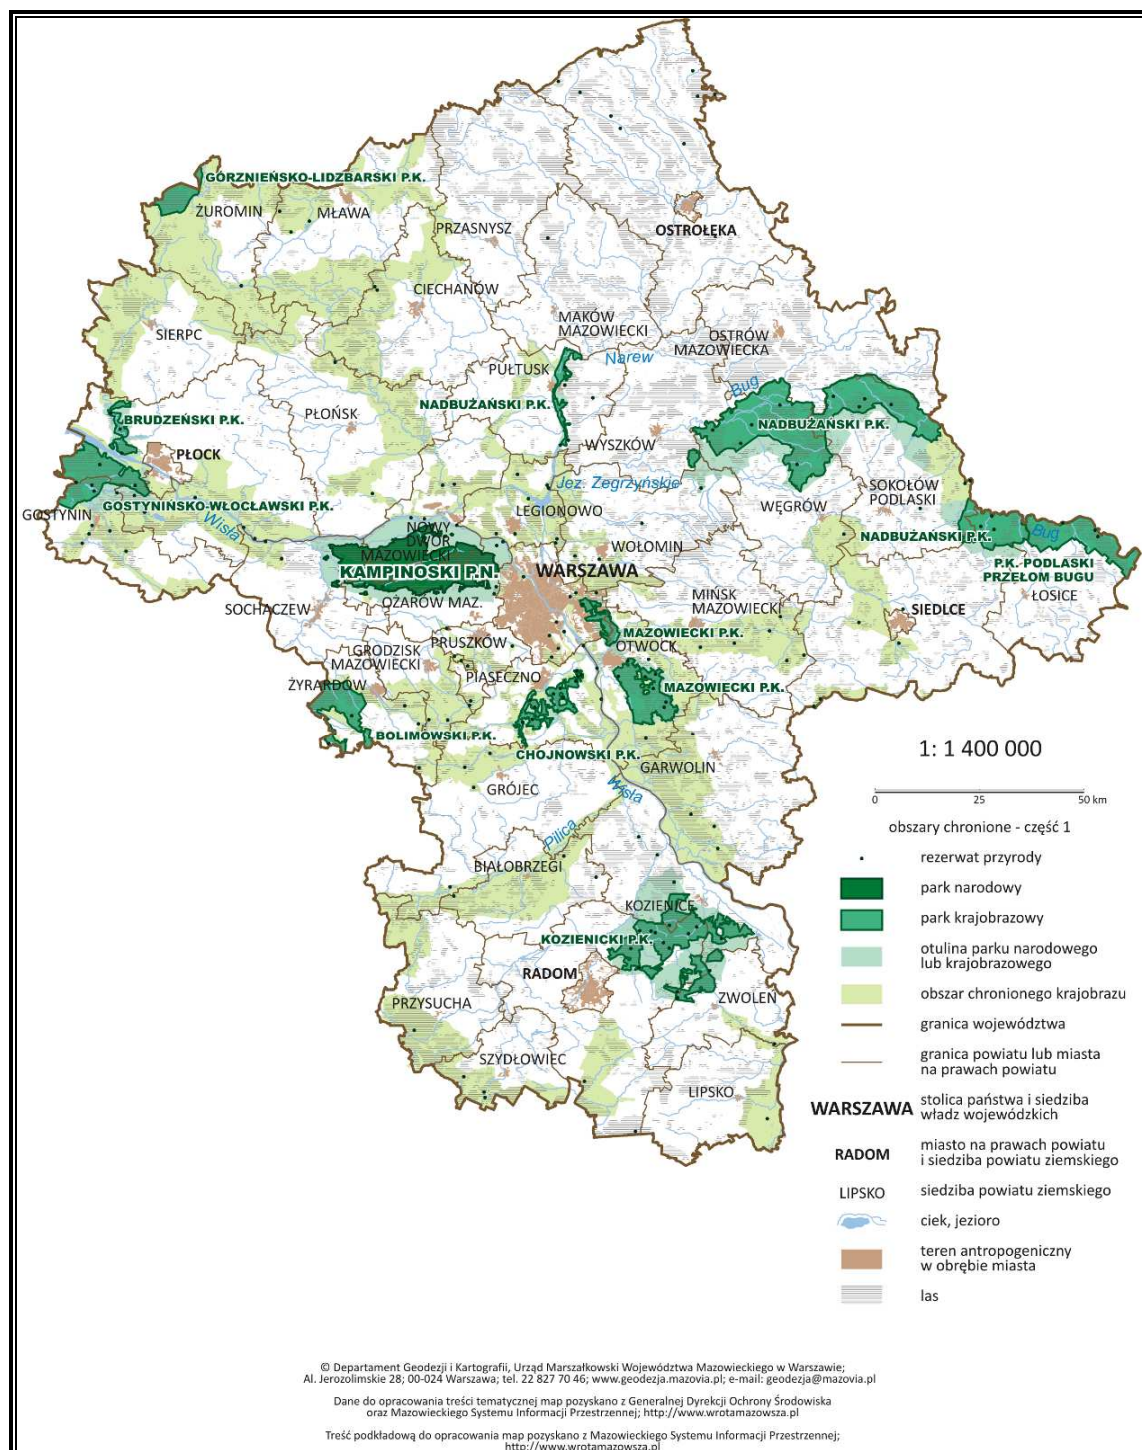 GÓRZNIEŃSKO-LIDZBARSKI P.K.
ŻUROMIN
MŁAWA
PRZASNYSZ
OSTROŁĘKA
CIECHANÓW
MAKÓW
MAZOWIECKI
SIERPC
OSTRÓW
MAZOWIECKA
Narew
PUŁTUSK
Bug
NADBUŻAŃSKI P.K.
PŁOŃSK
BRUDZEŃSKI P.K.
NADBUŻAŃSKI P.K.
WYSZKÓW
PŁOCK
Jez. Zegrzyńskie
SOKOŁÓW
PODLASKI
GOSTYNIŃSKO-WŁOCŁAWSKI P.K.
WĘGRÓW
GOSTYNIN
LEGIONOWO
Wisła
NOWY
DWÓR
MAZOWIECKI
NADBUŻAŃSKI P.K.
Bug
WOŁOMIN
KAMPINOSKI P.N.
WARSZAWA
P.K. PODLASKI
PRZEŁOM BUGU
ŁOSICE
SOCHACZEW
OŻARÓW MAZ.
MIŃSK
MAZOWIECKI
SIEDLCE
MAZOWIECKI P.K.
PRUSZKÓW
OTWOCK
GRODZISK
MAZOWIECKI
PIASECZNO
ŻYRARDÓW
MAZOWIECKI P.K.
BOLIMOWSKI P.K.
CHOJNOWSKI P.K.
GARWOLIN
GRÓJEC
Wisła
Pilica
BIAŁOBRZEGI
KOZIENICE
KOZIENICKI P.K.
RADOM
PRZYSUCHA
ZWOLEŃ
SZYDŁOWIEC
LIPSKO
1: 1 400 000
0 25 50 km
obszary chronione - część 1
rezerwat przyrody
park narodowy
park krajobrazowy
otulina parku narodowego
lub krajobrazowego
obszar chronionego krajobrazu
granica województwa
granica powiatu lub miasta
na prawach powiatu
WARSZAWA stolica państwa i siedziba
władz wojewódzkich
RADOM miasto na prawach powiatu
i siedziba powiatu ziemskiego
LIPSKO siedziba powiatu ziemskiego
ciek, jezioro
teren antropogeniczny
w obrębie miasta
las
© Departament Geodezji i Kartografii, Urząd Marszałkowski Województwa Mazowieckiego w Warszawie;
Al. Jerozolimskie 28; 00-024 Warszawa; tel. 22 827 70 46; www.geodezja.mazovia.pl; e-mail: geodezja@mazovia.pl
Dane do opracowania treści tematycznej map pozyskano z Generalnej Dyrekcji Ochrony Środowiska
oraz Mazowieckiego Systemu Informacji Przestrzennej; http://www.wrotamazowsza.pl
Treść podkładową do opracowania map pozyskano z Mazowieckiego Systemu Informacji Przestrzennej;
http://www.wrotamazowsza.pl